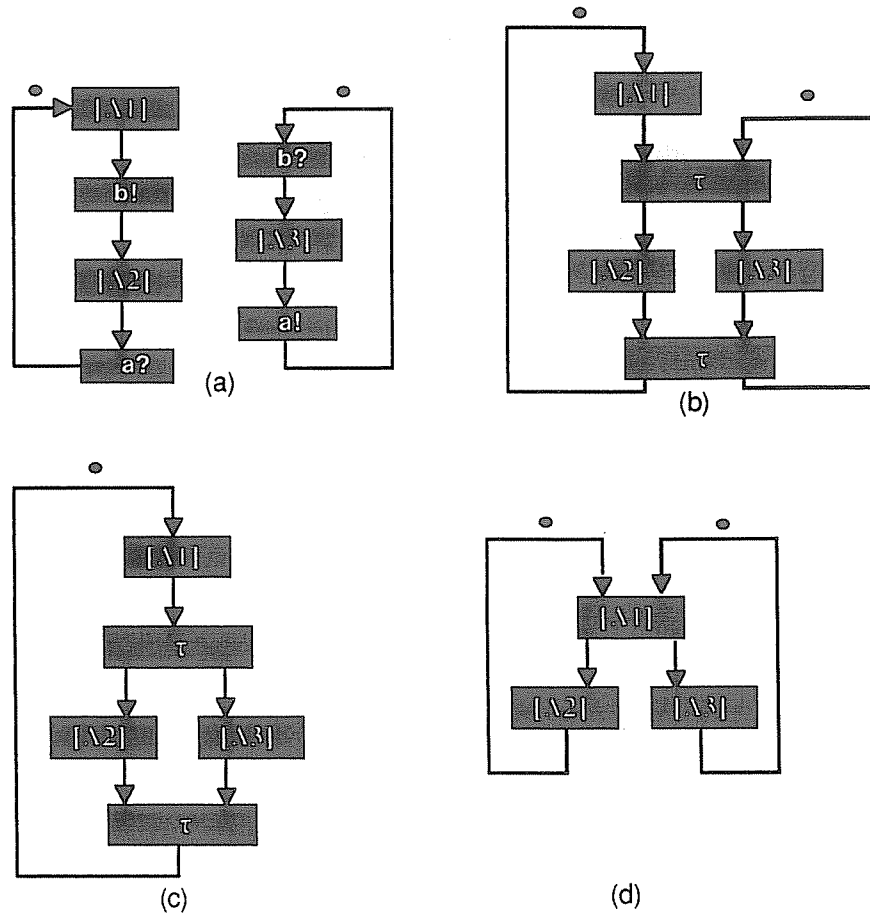 [A1]
b!
[A2]
a?
b?
[A3]
a!
(a)
[A1]
τ
[A2] [A3]
τ
(b)
[A1]
τ
[A2] [A3]
τ
(c)
[A1]
[A2] [A3]
(d)